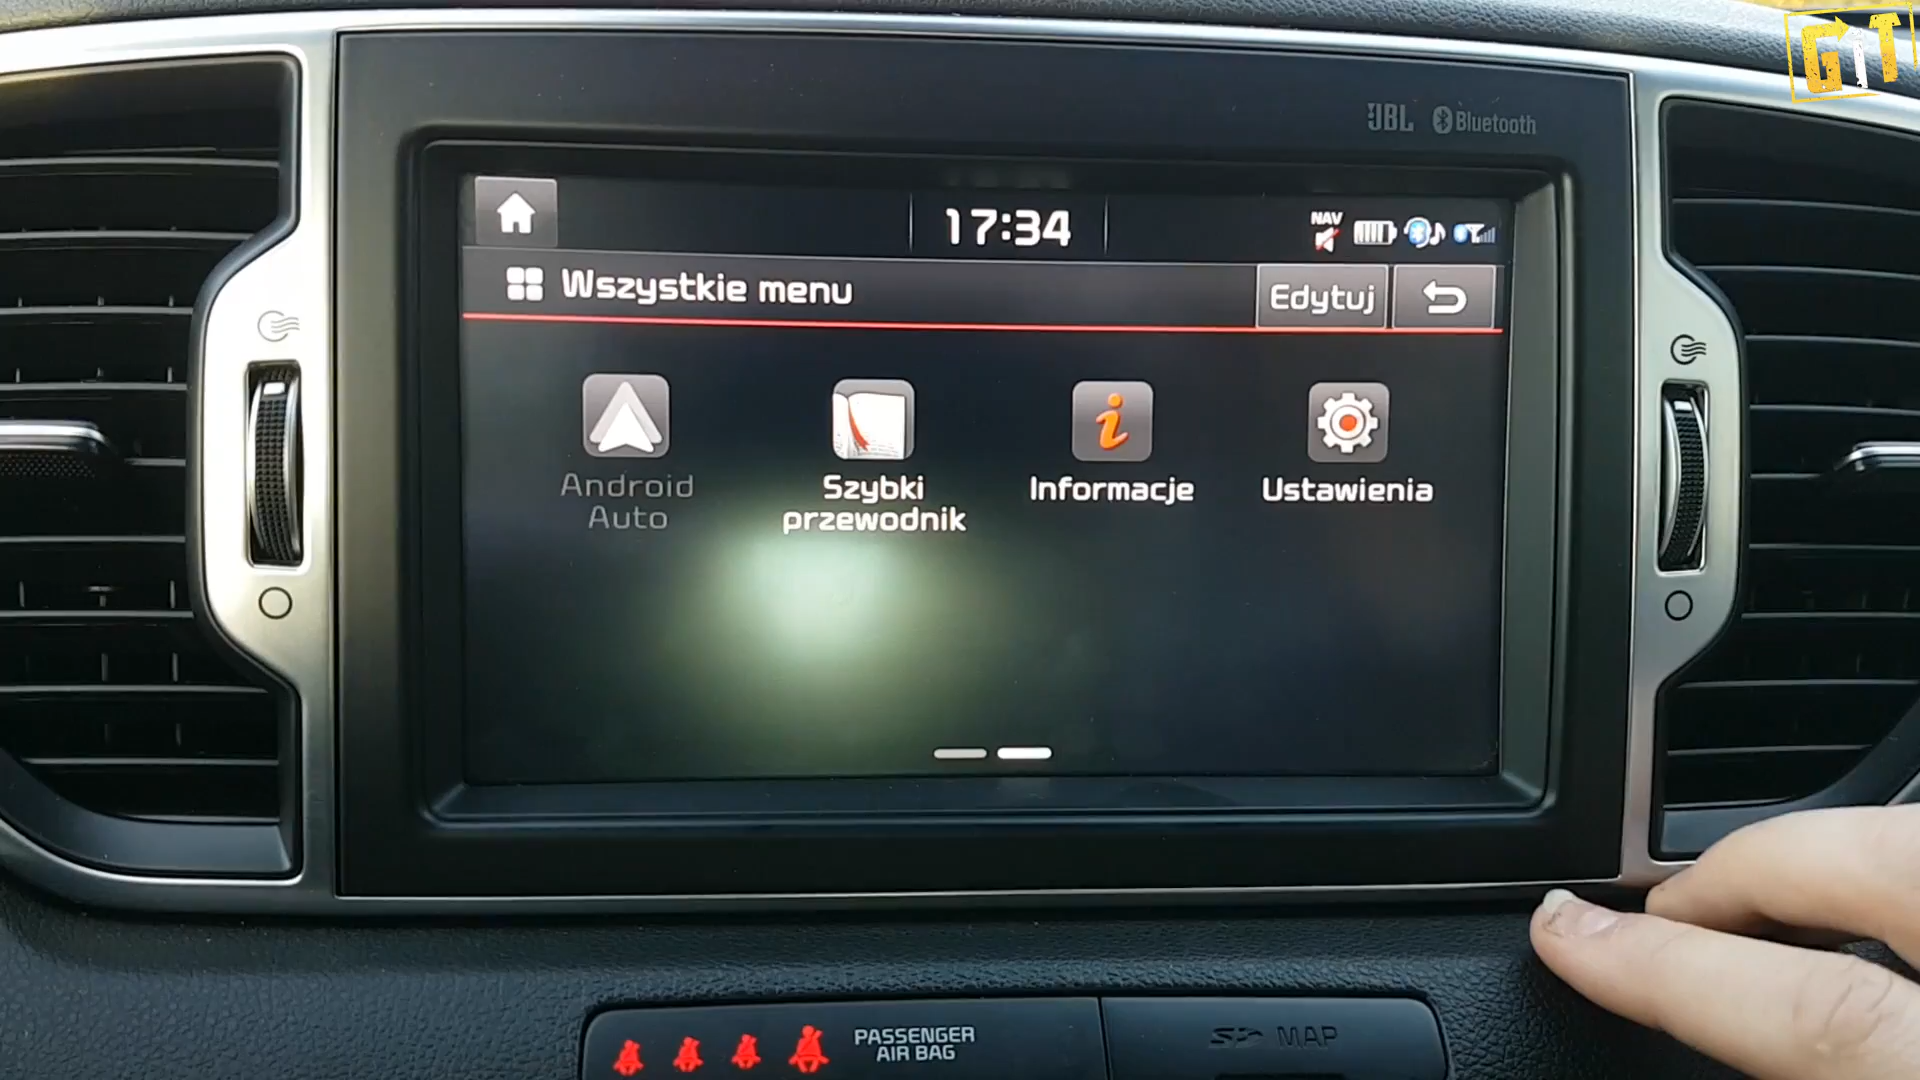 G1T
JBL Bluetooth
17:34
NAV
Wszystkie menu
Edytuj
Android
Auto
Szybki
przewodnik
Informacje
Ustawienia
PASSENGER
AIR BAG
SD MAP